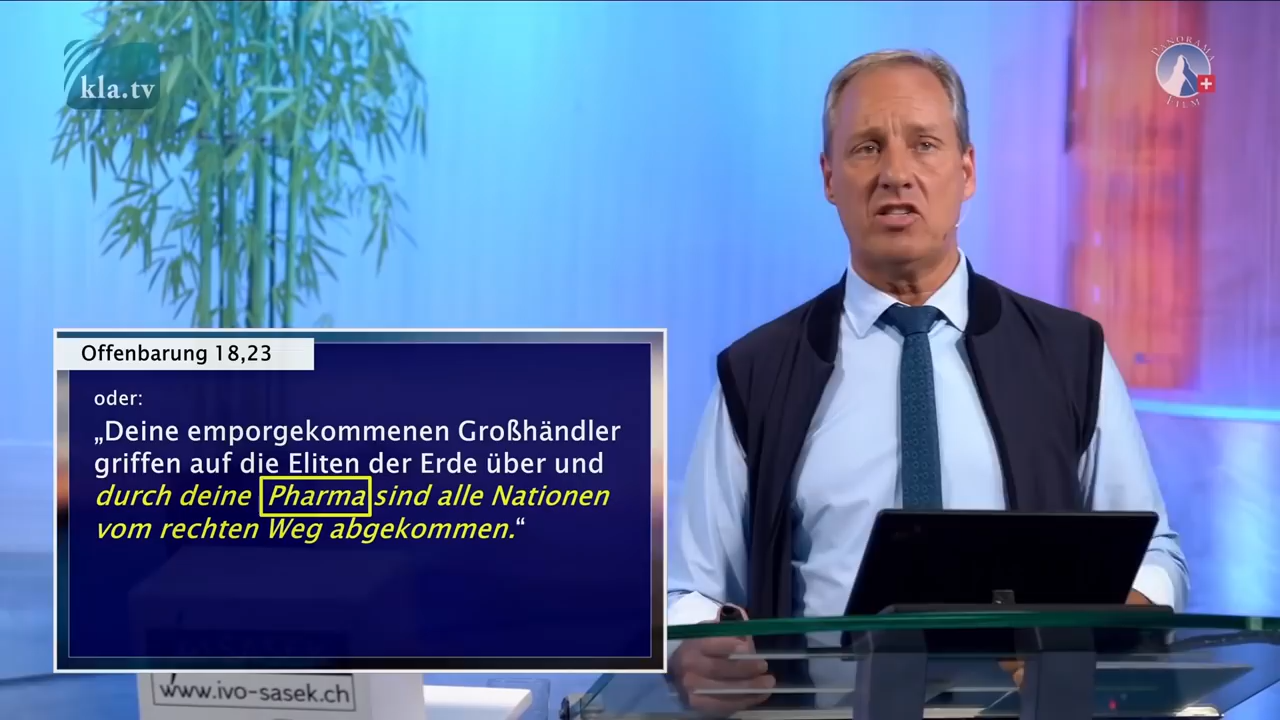 kla.tv
PANORAMA
FILM
Offenbarung 18,23
oder:
„Deine emporgekommenen Großhändler
griffen auf die Eliten der Erde über und
durch deine Pharma sind alle Nationen
vom rechten Weg abgekommen.“
www.ivo-sasek.ch